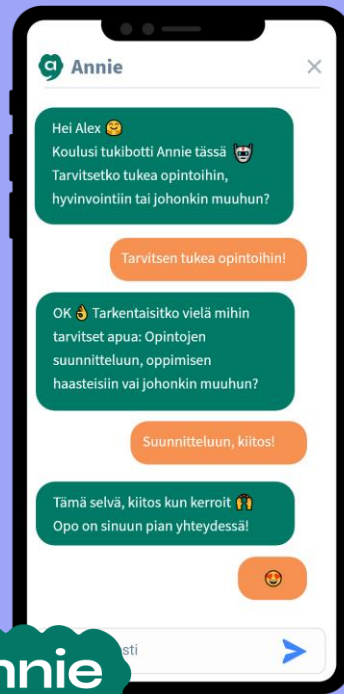 Annie
Hei Alex 😊
Koulusi tukibotti Annie tässä 🤖
Tarvitsetko tukea opintoihin,
hyvinvointiin tai johonkin muuhun?
Tarvitsen tukea opintoihin!
OK 👌 Tarkentaisitko vielä mihin
tarvitset apua: Opintojen
suunnitteluun, oppimisen
haasteisiin vai johonkin muuhun?
Suunnitteluun, kiitos!
Tämä selvä, kiitos kun kerroit 🙌
Opo on sinuun pian yhteydessä!
😍
sti
nnie